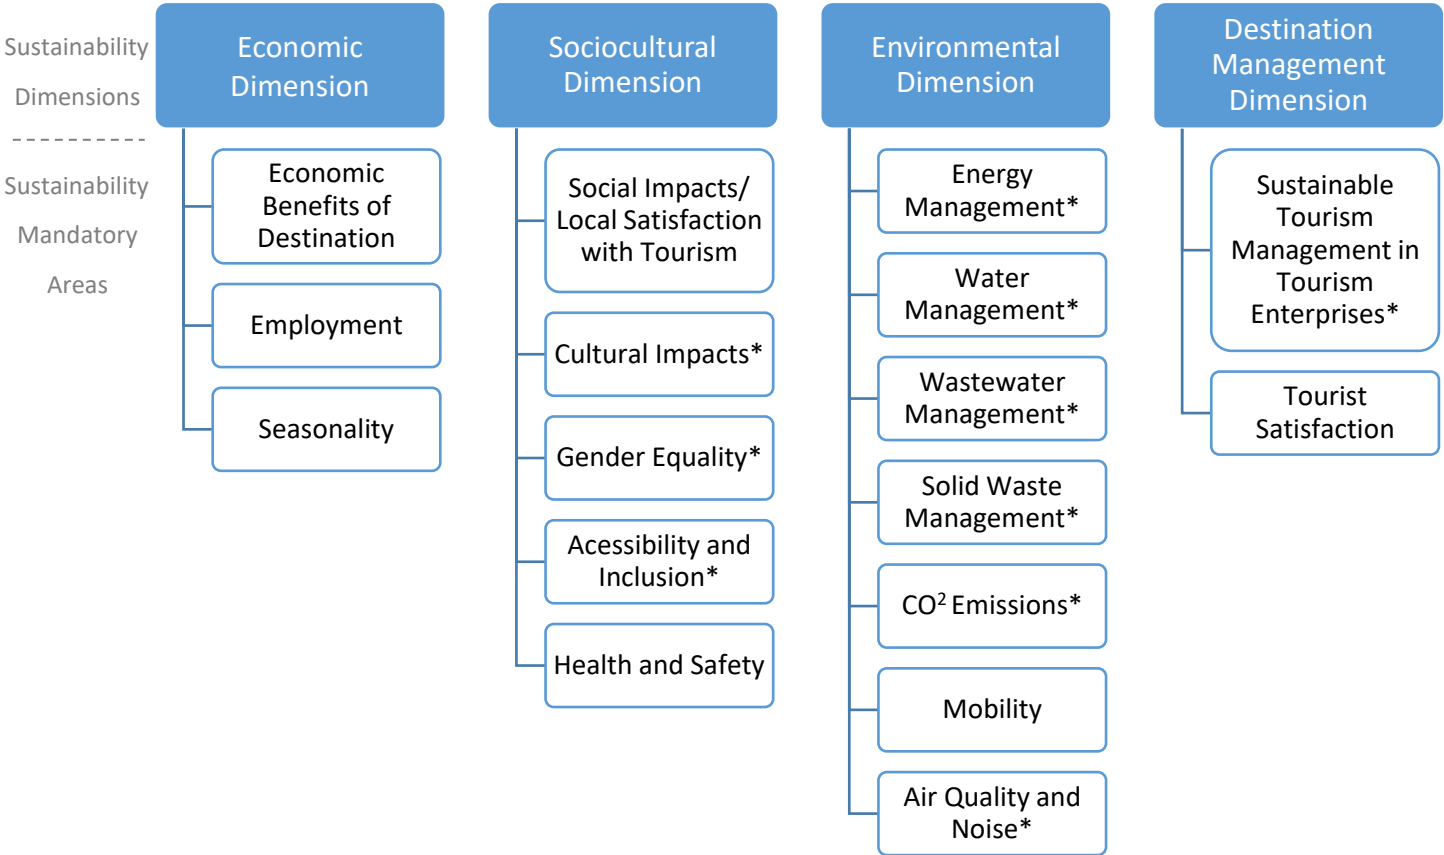 Sustainability
Dimensions
Sustainability
Mandatory
Areas
Economic
Dimension
Economic
Benefits of
Destination
Employment
Seasonality
Sociocultural
Dimension
Social Impacts/
Local Satisfaction
with Tourism
Cultural Impacts*
Gender Equality*
Acessibility and
Inclusion*
Health and Safety
Environmental
Dimension
Energy
Management*
Water
Management*
Wastewater
Management*
Solid Waste
Management*
CO² Emissions*
Mobility
Air Quality and
Noise*
Destination
Management
Dimension
Sustainable
Tourism
Management in
Tourism
Enterprises*
Tourist
Satisfaction